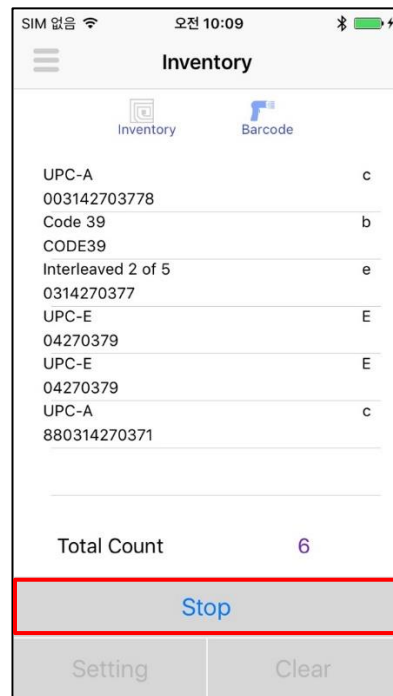 SIM 없음 오전 10:09
Inventory
Inventory Barcode
UPC-A c
003142703778
Code 39 b
CODE39
Interleaved 2 of 5 e
0314270377
UPC-E E
04270379
UPC-E E
04270379
UPC-A c
880314270371
Total Count 6
Stop
Setting Clear